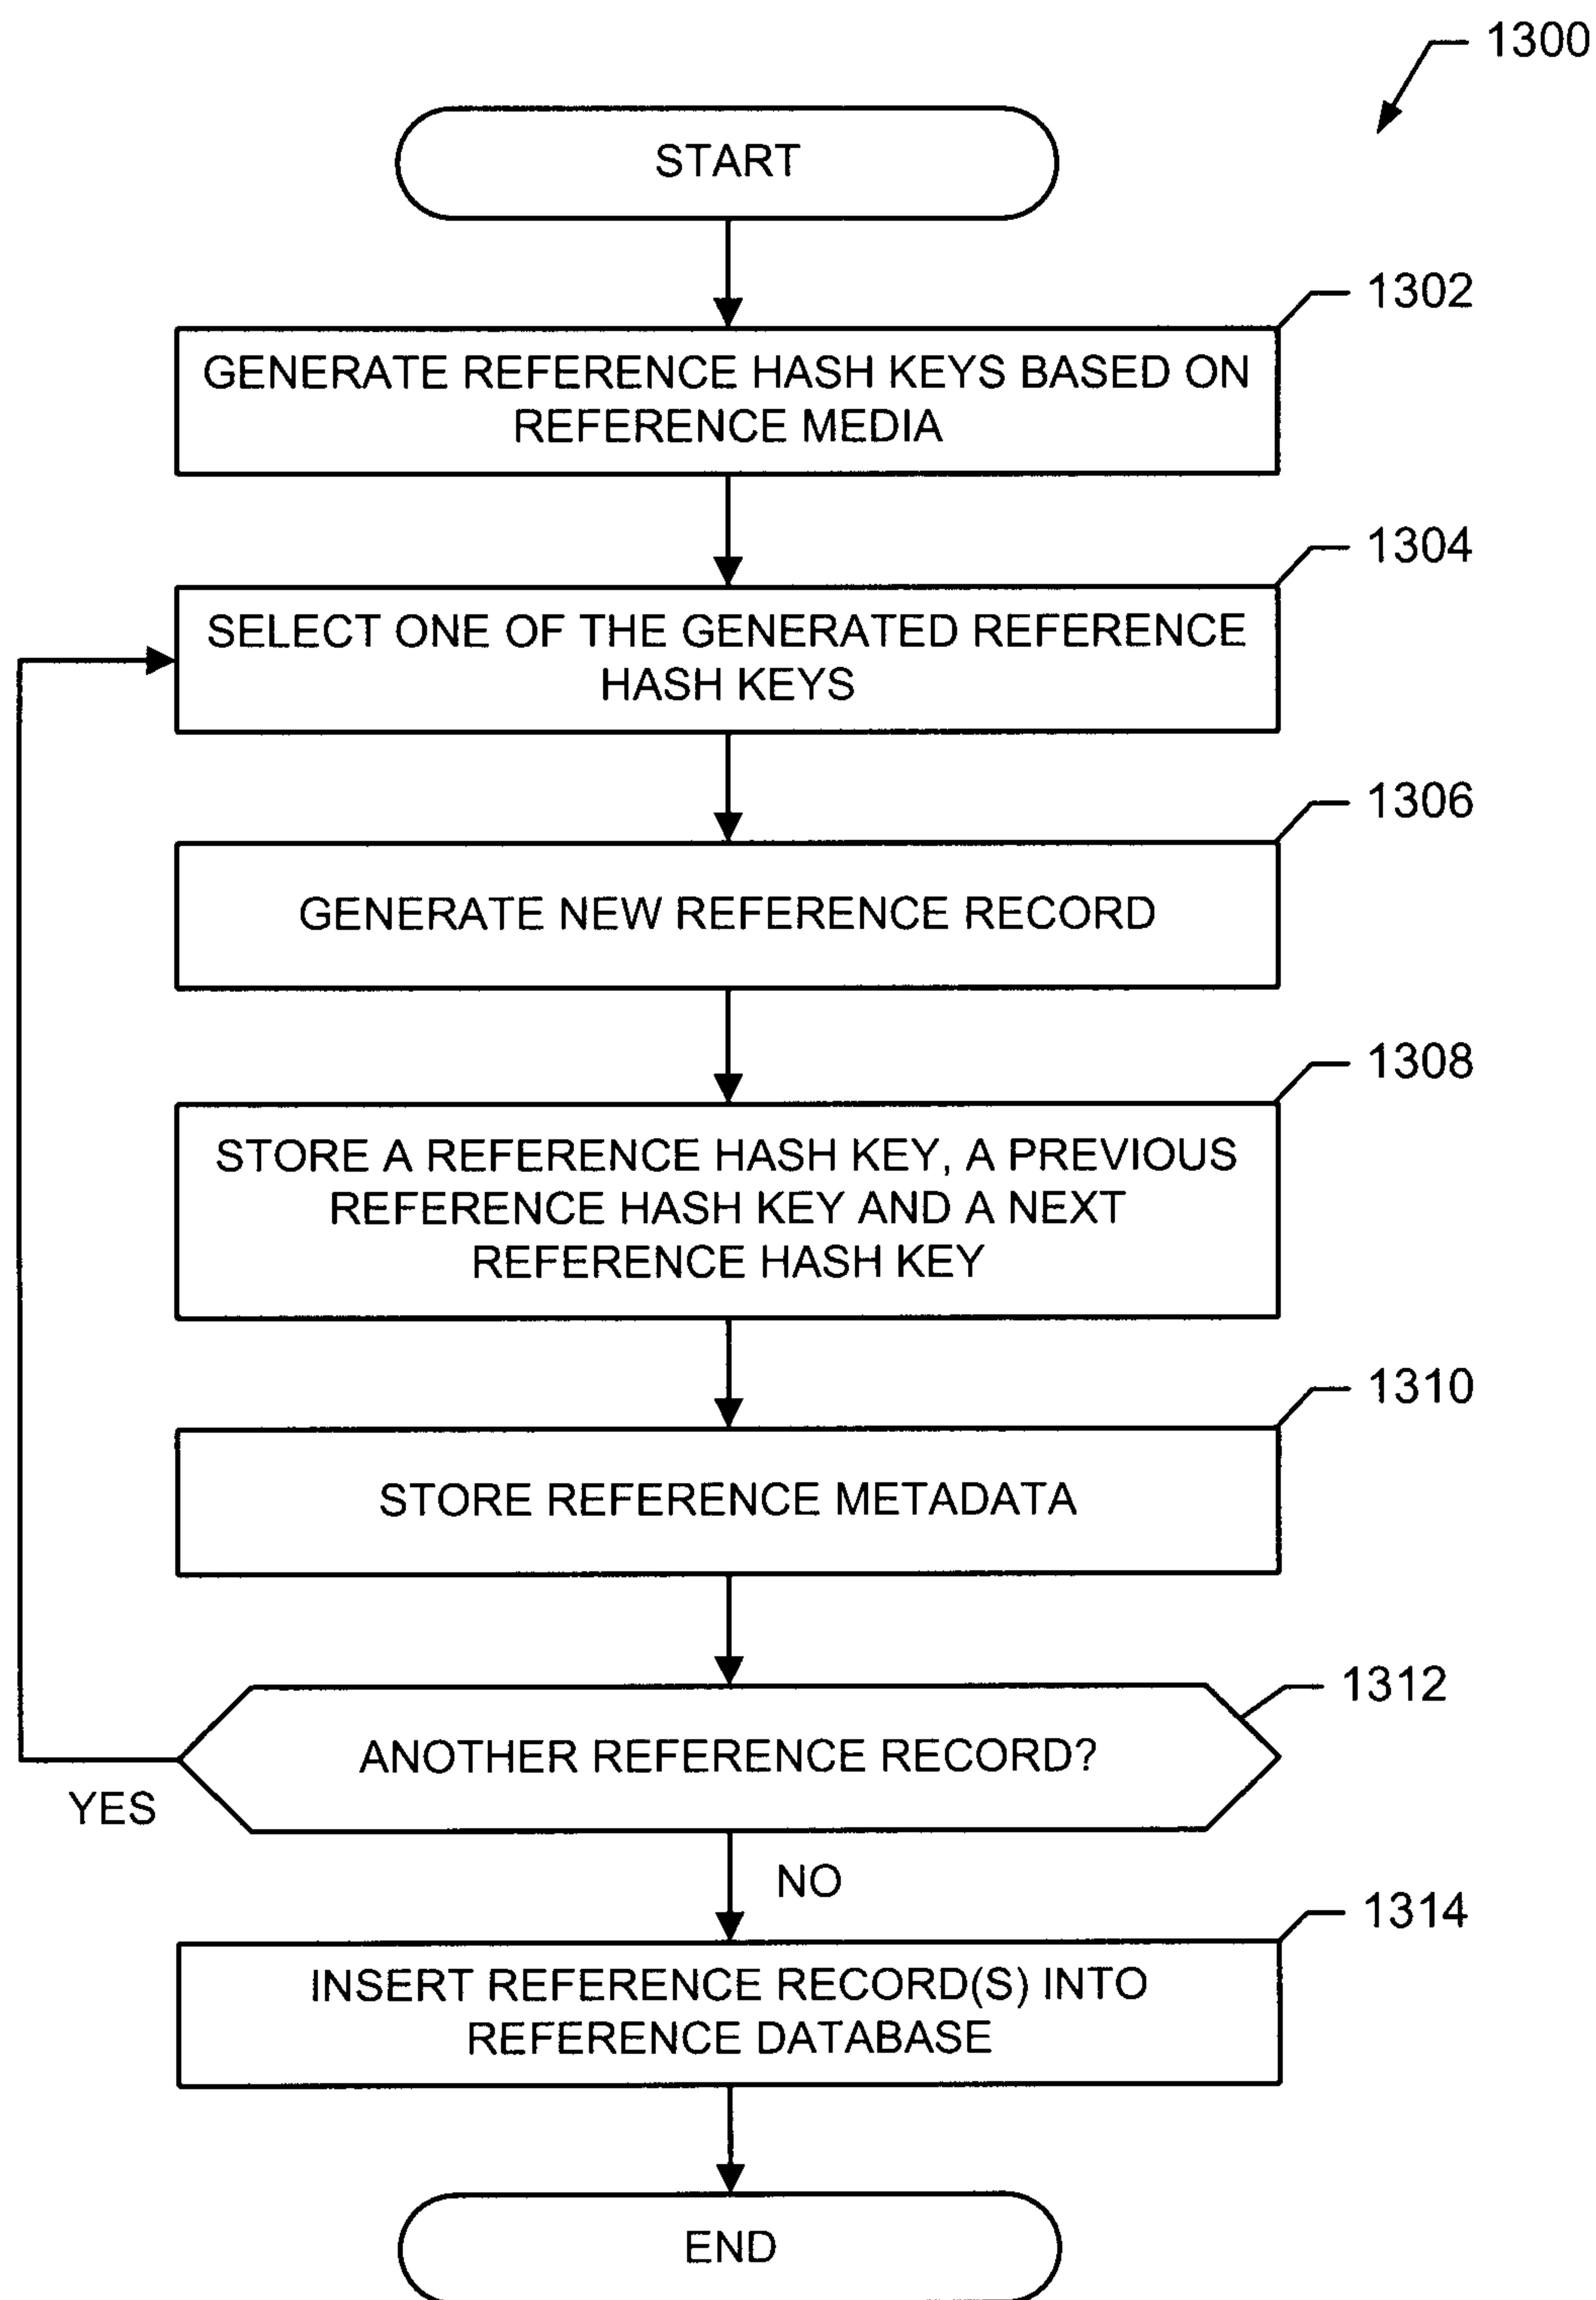 1300
START
1302
GENERATE REFERENCE HASH KEYS BASED ON
REFERENCE MEDIA
1304
SELECT ONE OF THE GENERATED REFERENCE
HASH KEYS
1306
GENERATE NEW REFERENCE RECORD
1308
STORE A REFERENCE HASH KEY, A PREVIOUS
REFERENCE HASH KEY AND A NEXT
REFERENCE HASH KEY
1310
STORE REFERENCE METADATA
1312
ANOTHER REFERENCE RECORD?
YES
NO
1314
INSERT REFERENCE RECORD(S) INTO
REFERENCE DATABASE
END